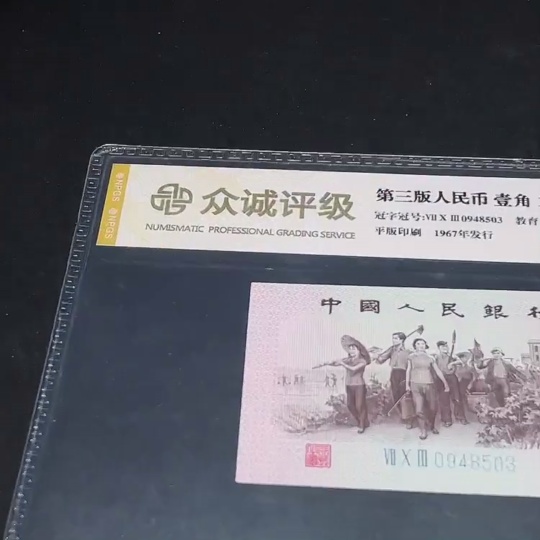 NPGS NPGS
众诚评级
NUMISMATIC PROFESSIONAL GRADING SERVICE
第三版人民币 壹角
冠字冠号:Ⅶ Ⅹ Ⅲ 0948503 教育
平版印刷 1967年发行
中國人民銀
Ⅶ Ⅹ Ⅲ 0948503